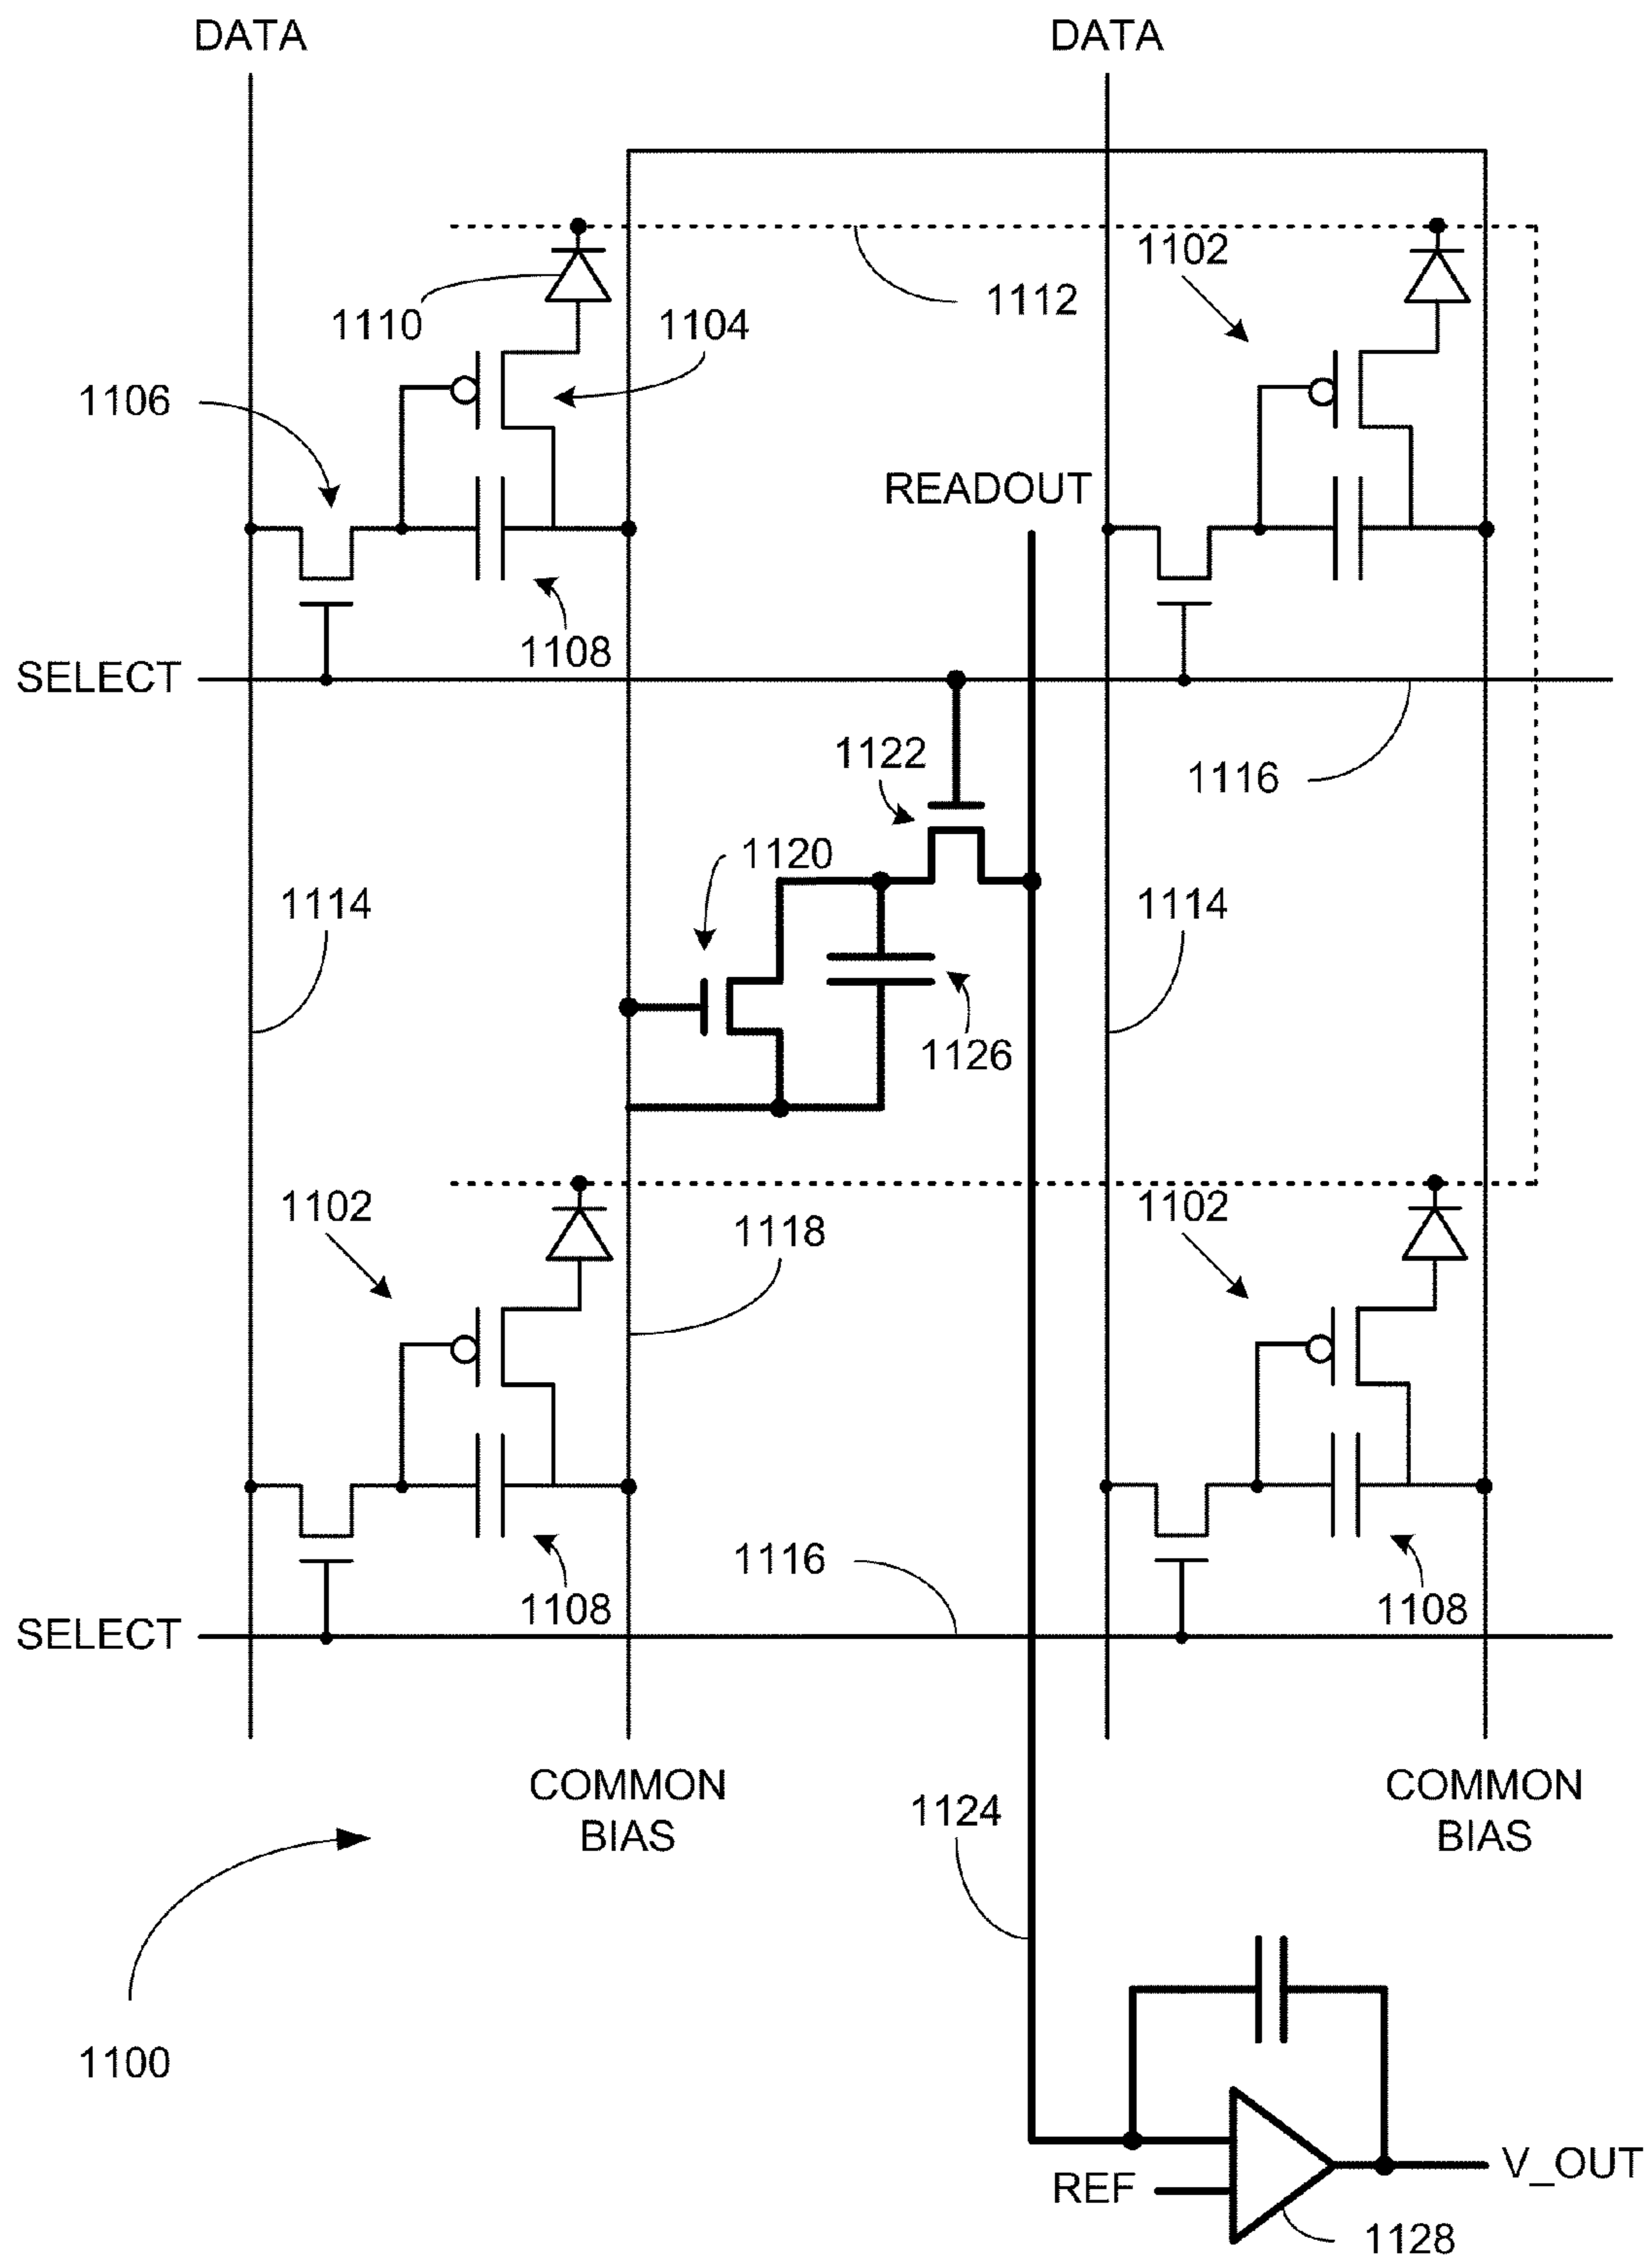 DATA
DATA
1102
1112
1110
1104
1106
READOUT
1108
SELECT
1122
1116
1120
1114
1114
1126
1102
1102
1118
1116
1108
1108
SELECT
COMMON
BIAS
COMMON
BIAS
1124
1100
V_OUT
REF
1128